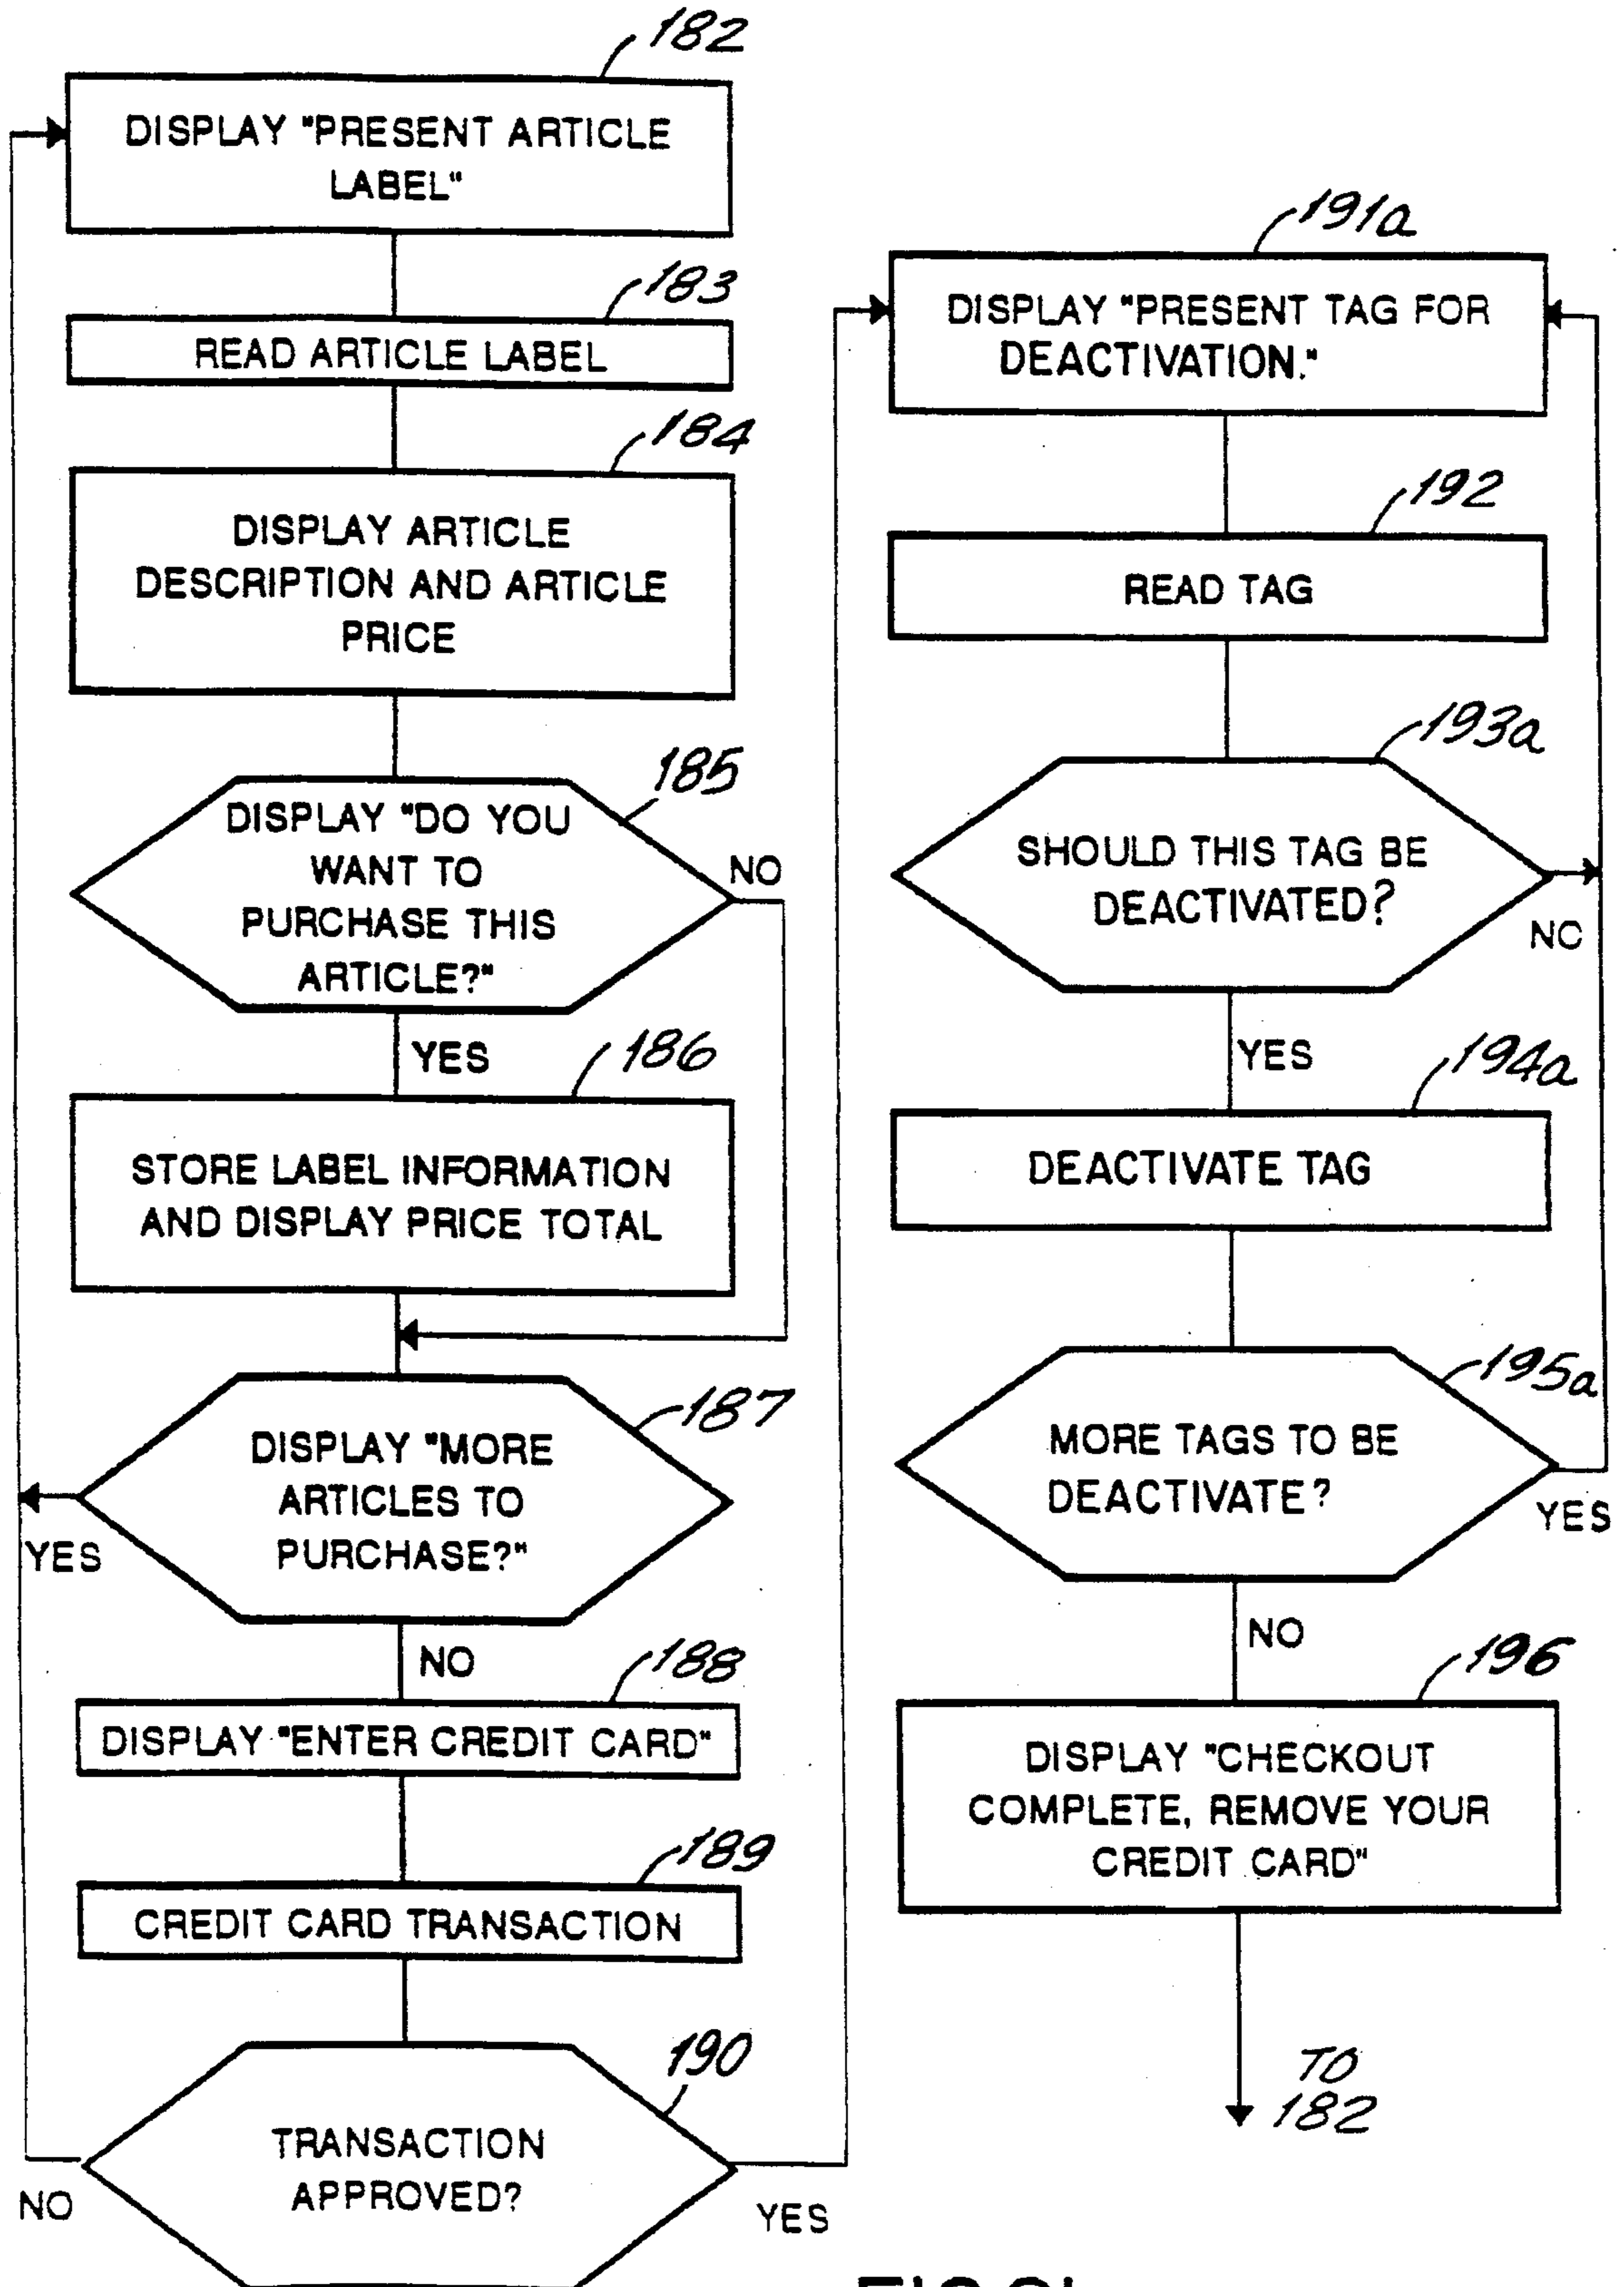 182
DISPLAY "PRESENT ARTICLE
LABEL"
183
READ ARTICLE LABEL
184
DISPLAY ARTICLE
DESCRIPTION AND ARTICLE
PRICE
185
DISPLAY "DO YOU
WANT TO
PURCHASE THIS
ARTICLE?"
NO
YES
186
STORE LABEL INFORMATION
AND DISPLAY PRICE TOTAL
187
DISPLAY "MORE
ARTICLES TO
PURCHASE?"
YES
NO
188
DISPLAY "ENTER CREDIT CARD"
189
CREDIT CARD TRANSACTION
190
TRANSACTION
APPROVED?
NO
YES
191a
DISPLAY "PRESENT TAG FOR
DEACTIVATION."
192
READ TAG
193a
SHOULD THIS TAG BE
DEACTIVATED?
NO
YES
194a
DEACTIVATE TAG
195a
MORE TAGS TO BE
DEACTIVATE?
YES
NO
196
DISPLAY "CHECKOUT
COMPLETE, REMOVE YOUR
CREDIT CARD"
TO
182